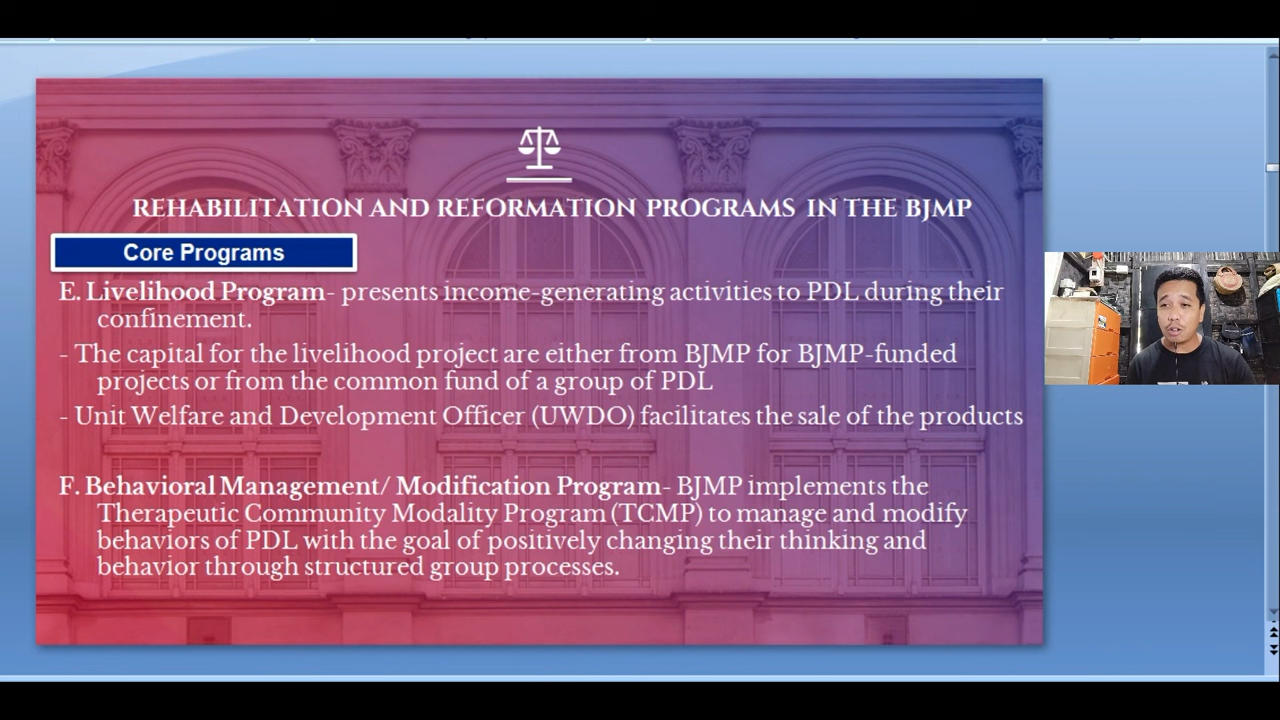 REHABILITATION AND REFORMATION PROGRAMS IN THE BJMP
Core Programs
E. Livelihood Program- presents income-generating activities to PDL during their
confinement.
- The capital for the livelihood project are either from BJMP for BJMP-funded
projects or from the common fund of a group of PDL
- Unit Welfare and Development Officer (UWDO) facilitates the sale of the products
F. Behavioral Management/ Modification Program- BJMP implements the
Therapeutic Community Modality Program (TCMP) to manage and modify
behaviors of PDL with the goal of positively changing their thinking and
behavior through structured group processes.